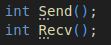 int Send();
int Recv();